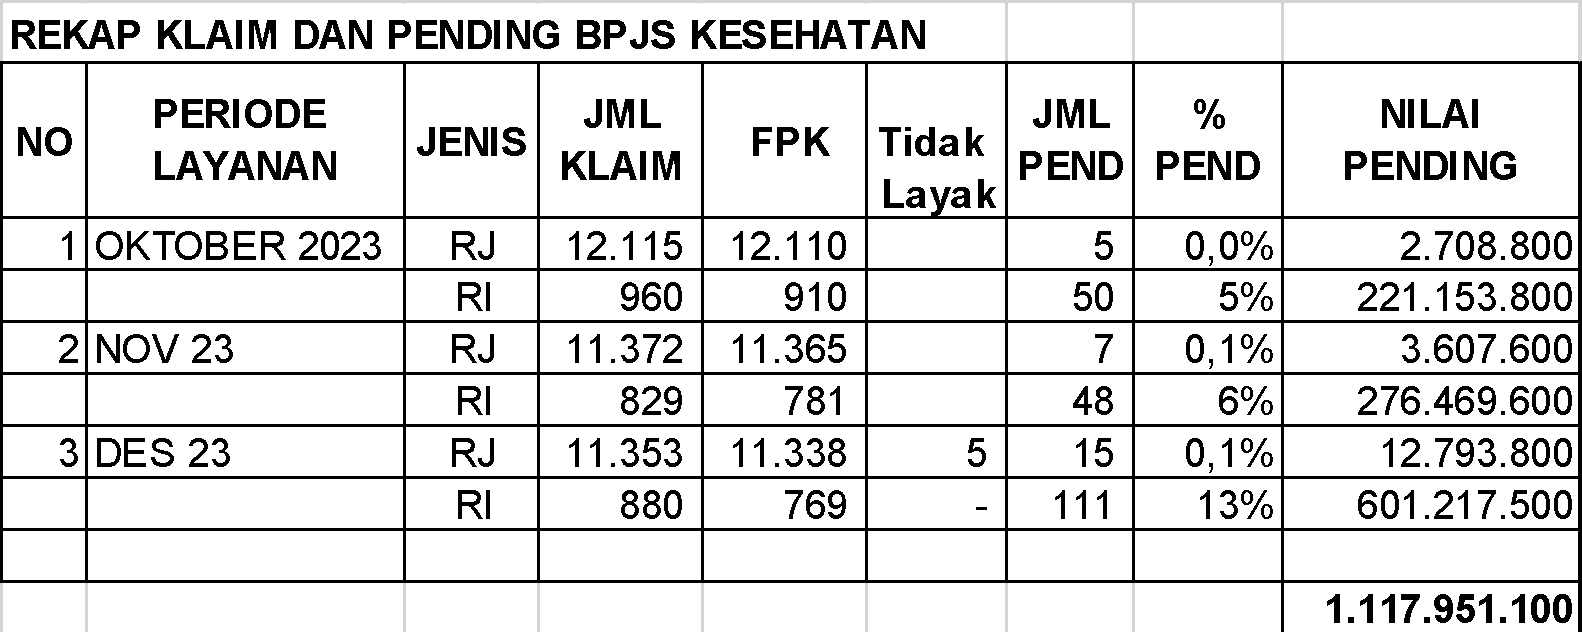 REKAP KLAIM DAN PENDING BPJS KESEHATAN
NO PERIODE LAYANAN JENIS JML KLAIM FPK Tidak Layak JML PEND % PEND NILAI PENDING
1 OKTOBER 2023 RJ 12.115 12.110 5 0,0% 2.708.800
RI 960 910 50 5% 221.153.800
2 NOV 23 RJ 11.372 11.365 7 0,1% 3.607.600
RI 829 781 48 6% 276.469.600
3 DES 23 RJ 11.353 11.338 5 15 0,1% 12.793.800
RI 880 769 - 111 13% 601.217.500
1.117.951.100